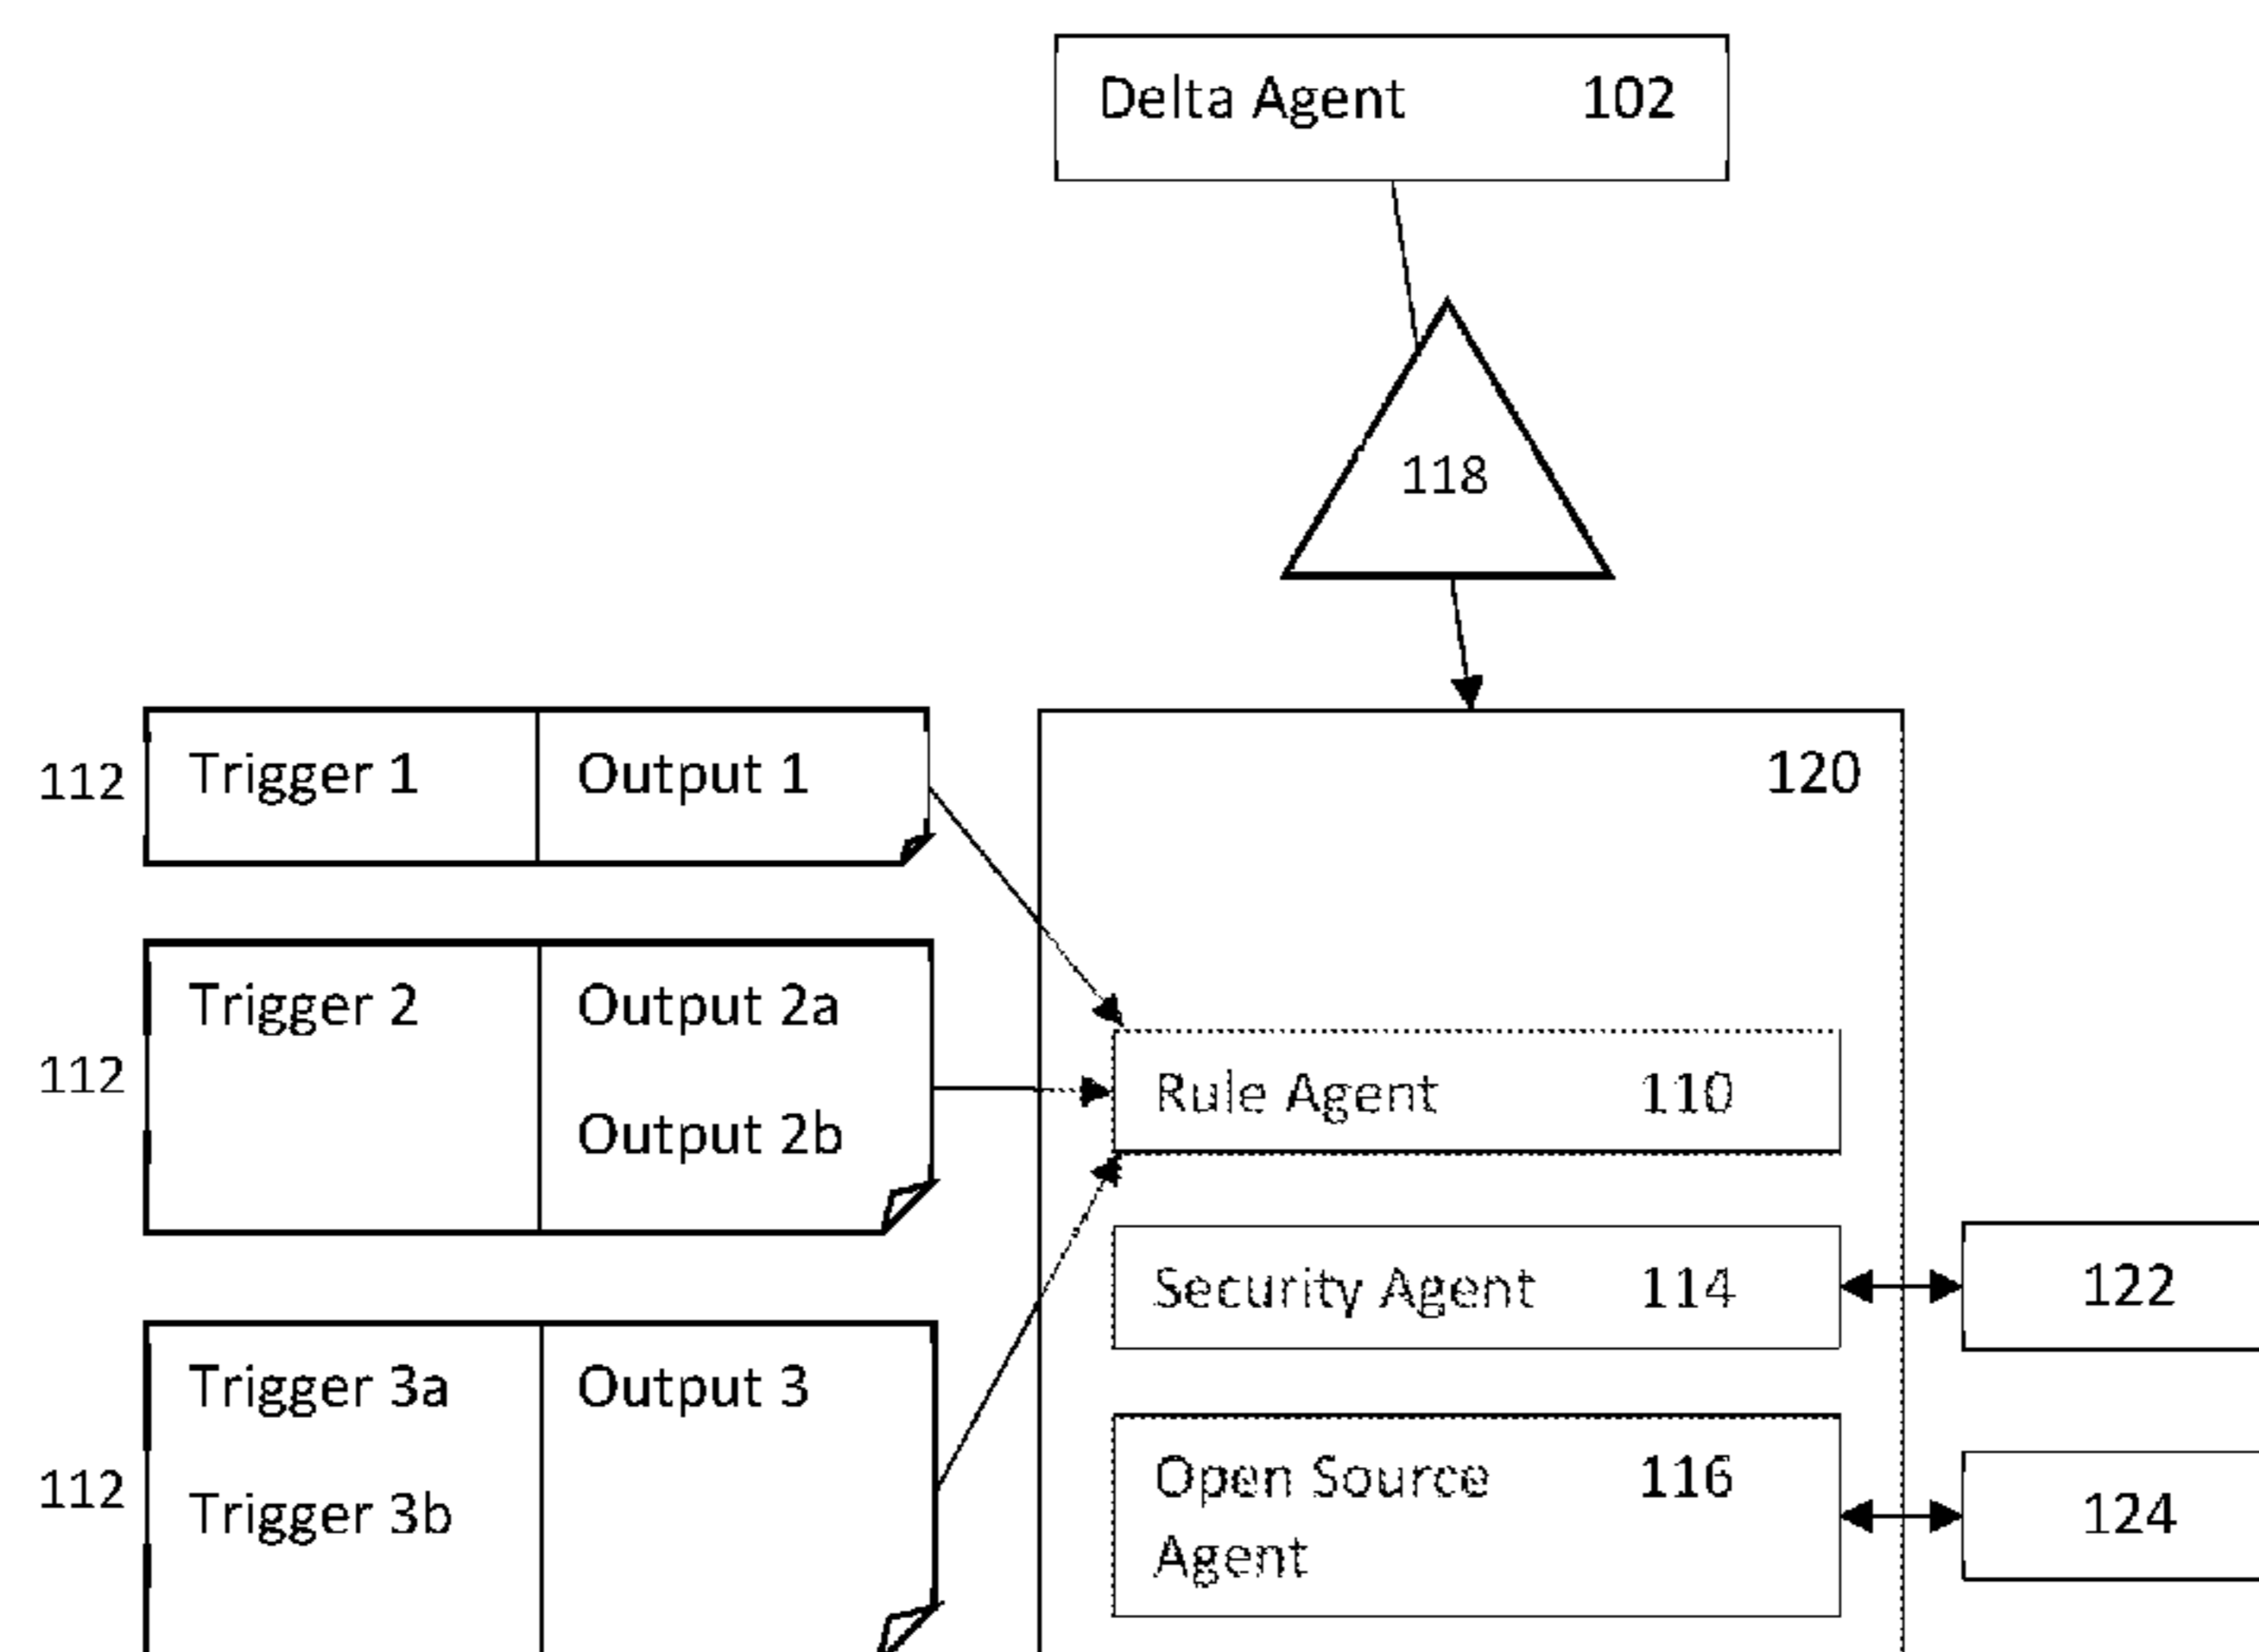 Delta Agent 102
118
120
112 Trigger 1 Output 1
112 Trigger 2 Output 2a
Output 2b
Rule Agent 110
Security Agent 114
122
112 Trigger 3a Output 3
Trigger 3b
Open Source 116
Agent
124